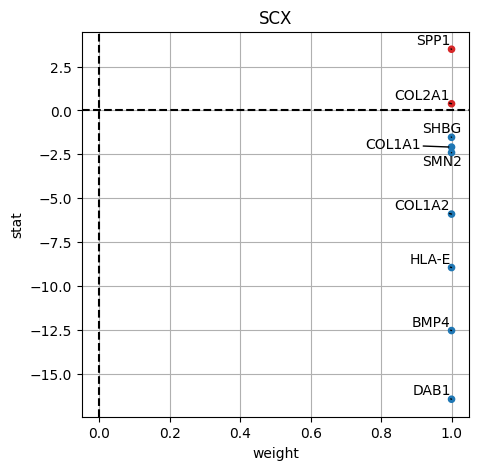 SCX
SPP1
2.5
COL2A1
0.0
SHBG
COL1A1
−2.5
SMN2
−5.0
COL1A2
stat
−7.5
HLA-E
−10.0
BMP4
−12.5
−15.0
DAB1
0.0 0.2 0.4 0.6 0.8 1.0
weight